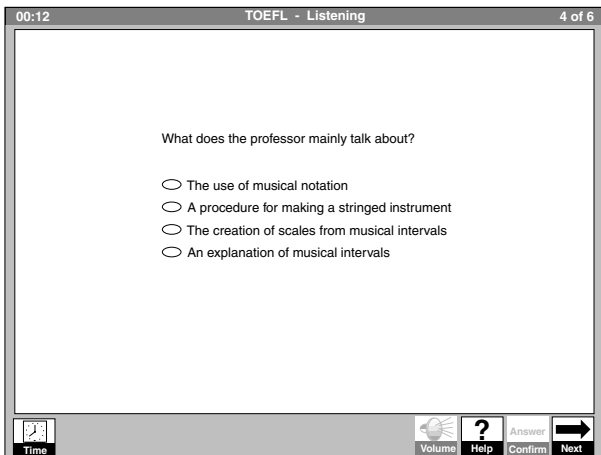 00:12 TOEFL - Listening 4 of 6
What does the professor mainly talk about?
The use of musical notation
A procedure for making a stringed instrument
The creation of scales from musical intervals
An explanation of musical intervals
? Answer
Time Volume Help Confirm Next